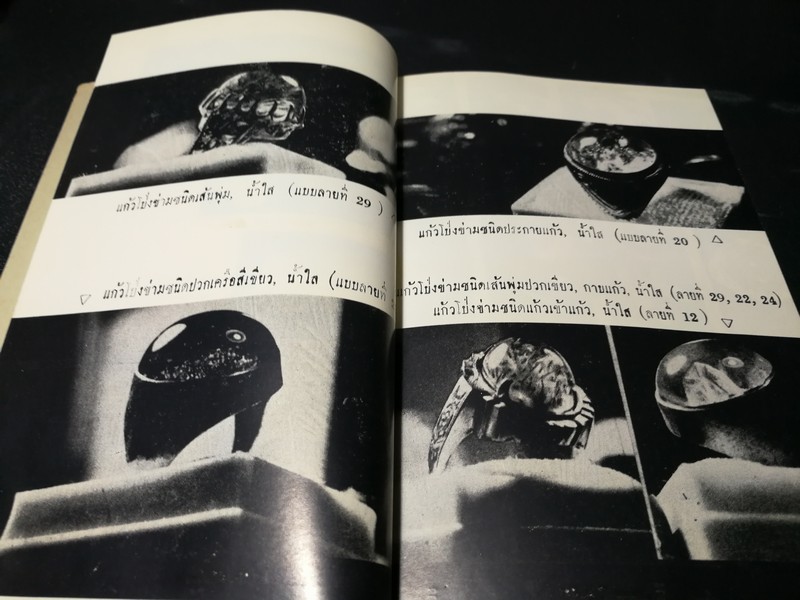 แก้วโป่งข่ามชนิดเส้นพุ่ม, น้ำใส (แบบลายที่ 29)
▽ แก้วโป่งข่ามชนิดปวกเครือสีเขียว, น้ำใส (แบบลายที่
แก้วโป่งข่ามชนิดประกายแก้ว, น้ำใส (แบบลายที่ 20) △
แก้วโป่งข่ามชนิดเส้นพุ่มปวกเขียว, กายแก้ว, น้ำใส (ลายที่ 29, 22, 24)
แก้วโป่งข่ามชนิดแก้วเข้าแก้ว, น้ำใส (ลายที่ 12) ▽